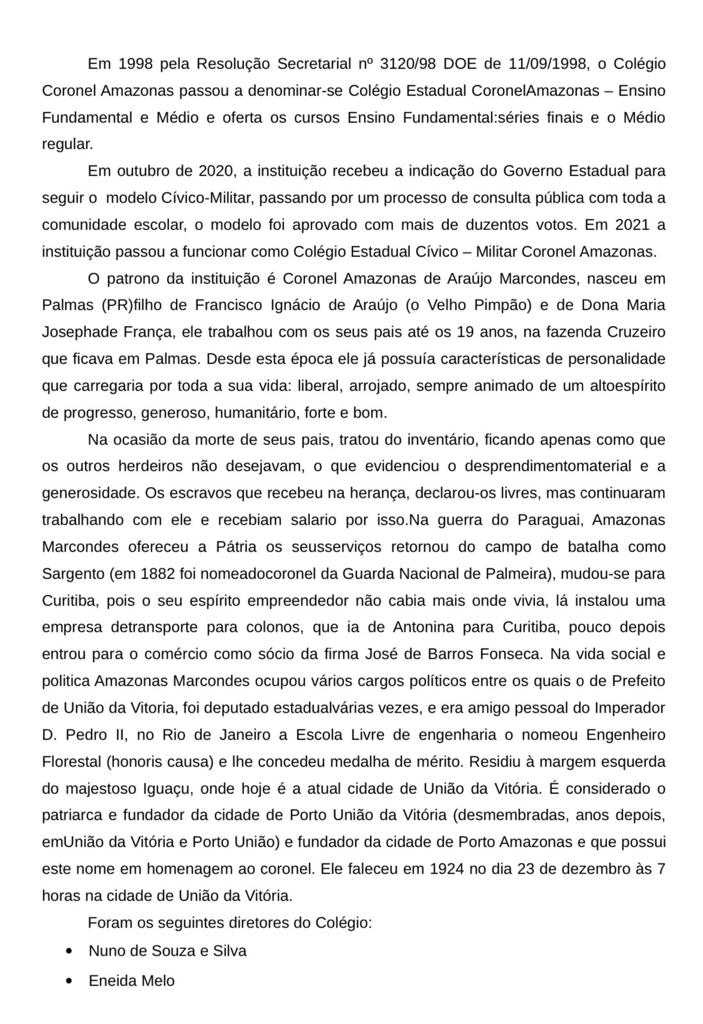 Em 1998 pela Resolução Secretarial nº 3120/98 DOE de 11/09/1998, o Colégio
Coronel Amazonas passou a denominar-se Colégio Estadual CoronelAmazonas – Ensino
Fundamental e Médio e oferta os cursos Ensino Fundamental:séries finais e o Médio
regular.
Em outubro de 2020, a instituição recebeu a indicação do Governo Estadual para
seguir o modelo Cívico-Militar, passando por um processo de consulta pública com toda a
comunidade escolar, o modelo foi aprovado com mais de duzentos votos. Em 2021 a
instituição passou a funcionar como Colégio Estadual Cívico – Militar Coronel Amazonas.
O patrono da instituição é Coronel Amazonas de Araújo Marcondes, nasceu em
Palmas (PR)filho de Francisco Ignácio de Araújo (o Velho Pimpão) e de Dona Maria
Josephade França, ele trabalhou com os seus pais até os 19 anos, na fazenda Cruzeiro
que ficava em Palmas. Desde esta época ele já possuía características de personalidade
que carregaria por toda a sua vida: liberal, arrojado, sempre animado de um altoespírito
de progresso, generoso, humanitário, forte e bom.
Na ocasião da morte de seus pais, tratou do inventário, ficando apenas como que
os outros herdeiros não desejavam, o que evidenciou o desprendimentomaterial e a
generosidade. Os escravos que recebeu na herança, declarou-os livres, mas continuaram
trabalhando com ele e recebiam salario por isso.Na guerra do Paraguai, Amazonas
Marcondes ofereceu a Pátria os seusserviços retornou do campo de batalha como
Sargento (em 1882 foi nomeadocoronel da Guarda Nacional de Palmeira), mudou-se para
Curitiba, pois o seu espírito empreendedor não cabia mais onde vivia, lá instalou uma
empresa detransporte para colonos, que ia de Antonina para Curitiba, pouco depois
entrou para o comércio como sócio da firma José de Barros Fonseca. Na vida social e
politica Amazonas Marcondes ocupou vários cargos políticos entre os quais o de Prefeito
de União da Vitoria, foi deputado estadualvárias vezes, e era amigo pessoal do Imperador
D. Pedro II, no Rio de Janeiro a Escola Livre de engenharia o nomeou Engenheiro
Florestal (honoris causa) e lhe concedeu medalha de mérito. Residiu à margem esquerda
do majestoso Iguaçu, onde hoje é a atual cidade de União da Vitória. É considerado o
patriarca e fundador da cidade de Porto União da Vitória (desmembradas, anos depois,
emUnião da Vitória e Porto União) e fundador da cidade de Porto Amazonas e que possui
este nome em homenagem ao coronel. Ele faleceu em 1924 no dia 23 de dezembro às 7
horas na cidade de União da Vitória.
Foram os seguintes diretores do Colégio:
• Nuno de Souza e Silva
• Eneida Melo